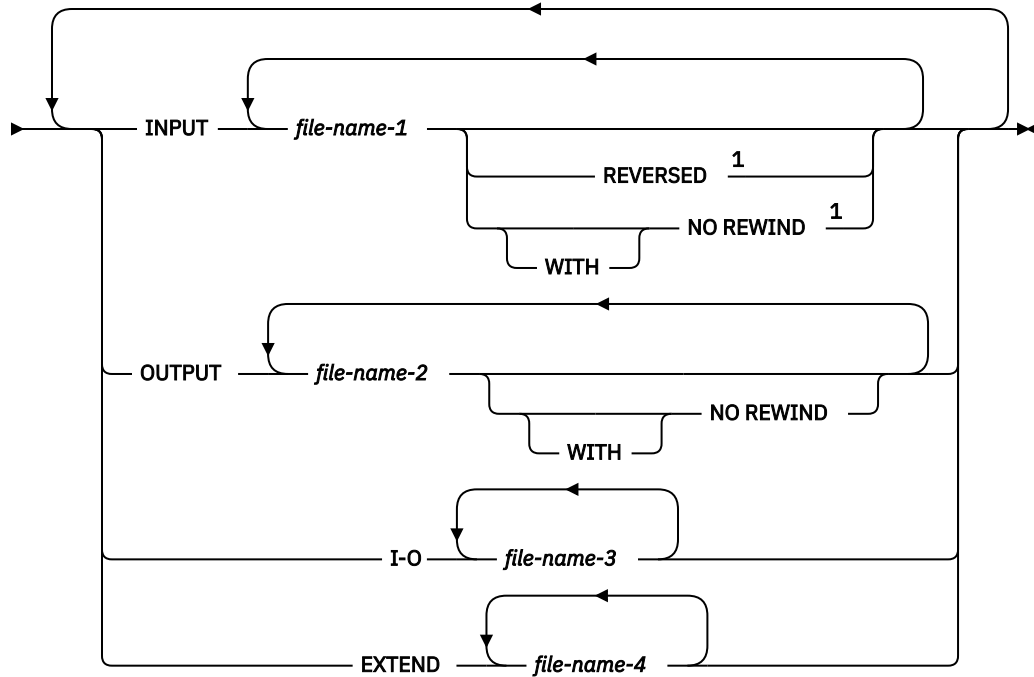 INPUT file-name-1
REVERSED 1
NO REWIND 1
WITH
OUTPUT file-name-2
NO REWIND
WITH
I-O file-name-3
EXTEND file-name-4